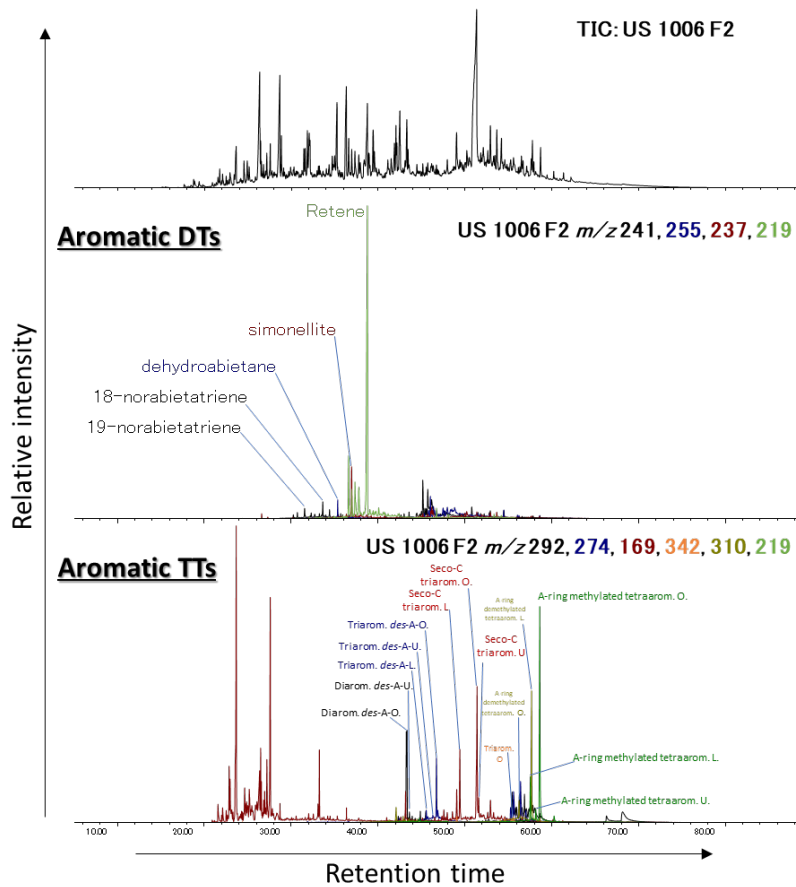 TIC: US 1006 F2
Relative intensity
Aromatic DTs
US 1006 F2 m/z 241, 255, 237, 219
Retene
simonellite
dehydroabietane
18-norabietatriene
19-norabietatriene
Aromatic TTs
US 1006 F2 m/z 292, 274, 169, 342, 310, 219
Seco-C
triarom. O.
Seco-C
triarom. L
A-ring
demethylated
tetraarom. L.
A-ring methylated tetraarom. O.
Triarom. des-A-O.
Triarom. des-A-U.
Triarom. des-A-L.
Diarom. des-A-U.
Diarom. des-A-O.
Seco-C
triarom. U
A-ring
demethylated
tetraarom. O.
Triarom.
O
A-ring methylated tetraarom. L.
A-ring methylated tetraarom. U.
10.00 20.00 30.00 40.00 50.00 60.00 70.00 80.00
Retention time